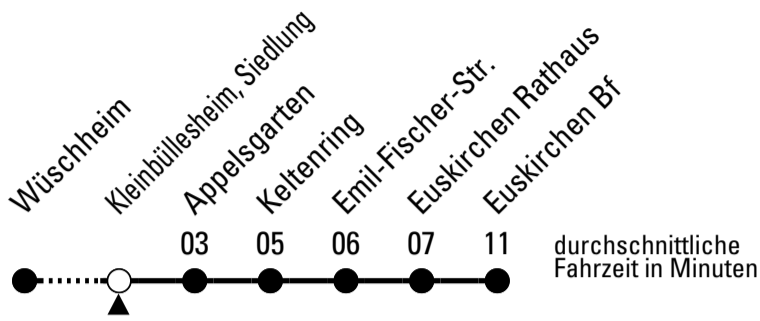 Wüschheim
Kleinbüllesheim, Siedlung
Appelsgarten
Keltenring
Emil-Fischer-Str.
Euskirchen Rathaus
Euskirchen Bf
03 05 06 07 11
durchschnittliche
Fahrzeit in Minuten